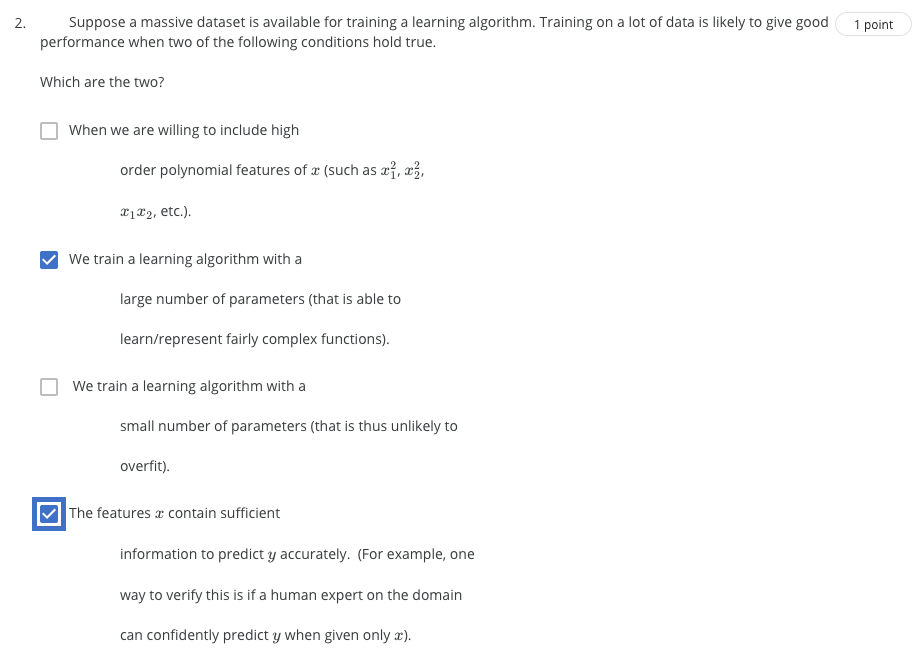 2. Suppose a massive dataset is available for training a learning algorithm. Training on a lot of data is likely to give good 1 point
performance when two of the following conditions hold true.
Which are the two?
When we are willing to include high
order polynomial features of x (such as x₁², x₂²,
x₁x₂, etc.).
We train a learning algorithm with a
large number of parameters (that is able to
learn/represent fairly complex functions).
We train a learning algorithm with a
small number of parameters (that is thus unlikely to
overfit).
The features x contain sufficient
information to predict y accurately. (For example, one
way to verify this is if a human expert on the domain
can confidently predict y when given only x).